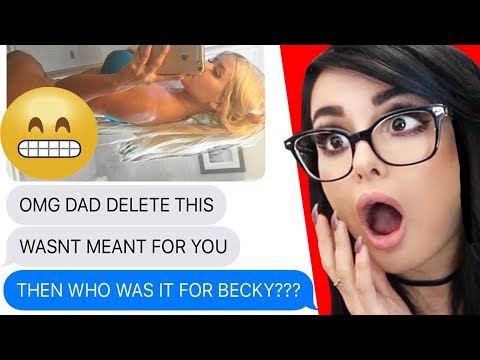 OMG DAD DELETE THIS
WASNT MEANT FOR YOU
THEN WHO WAS IT FOR BECKY???